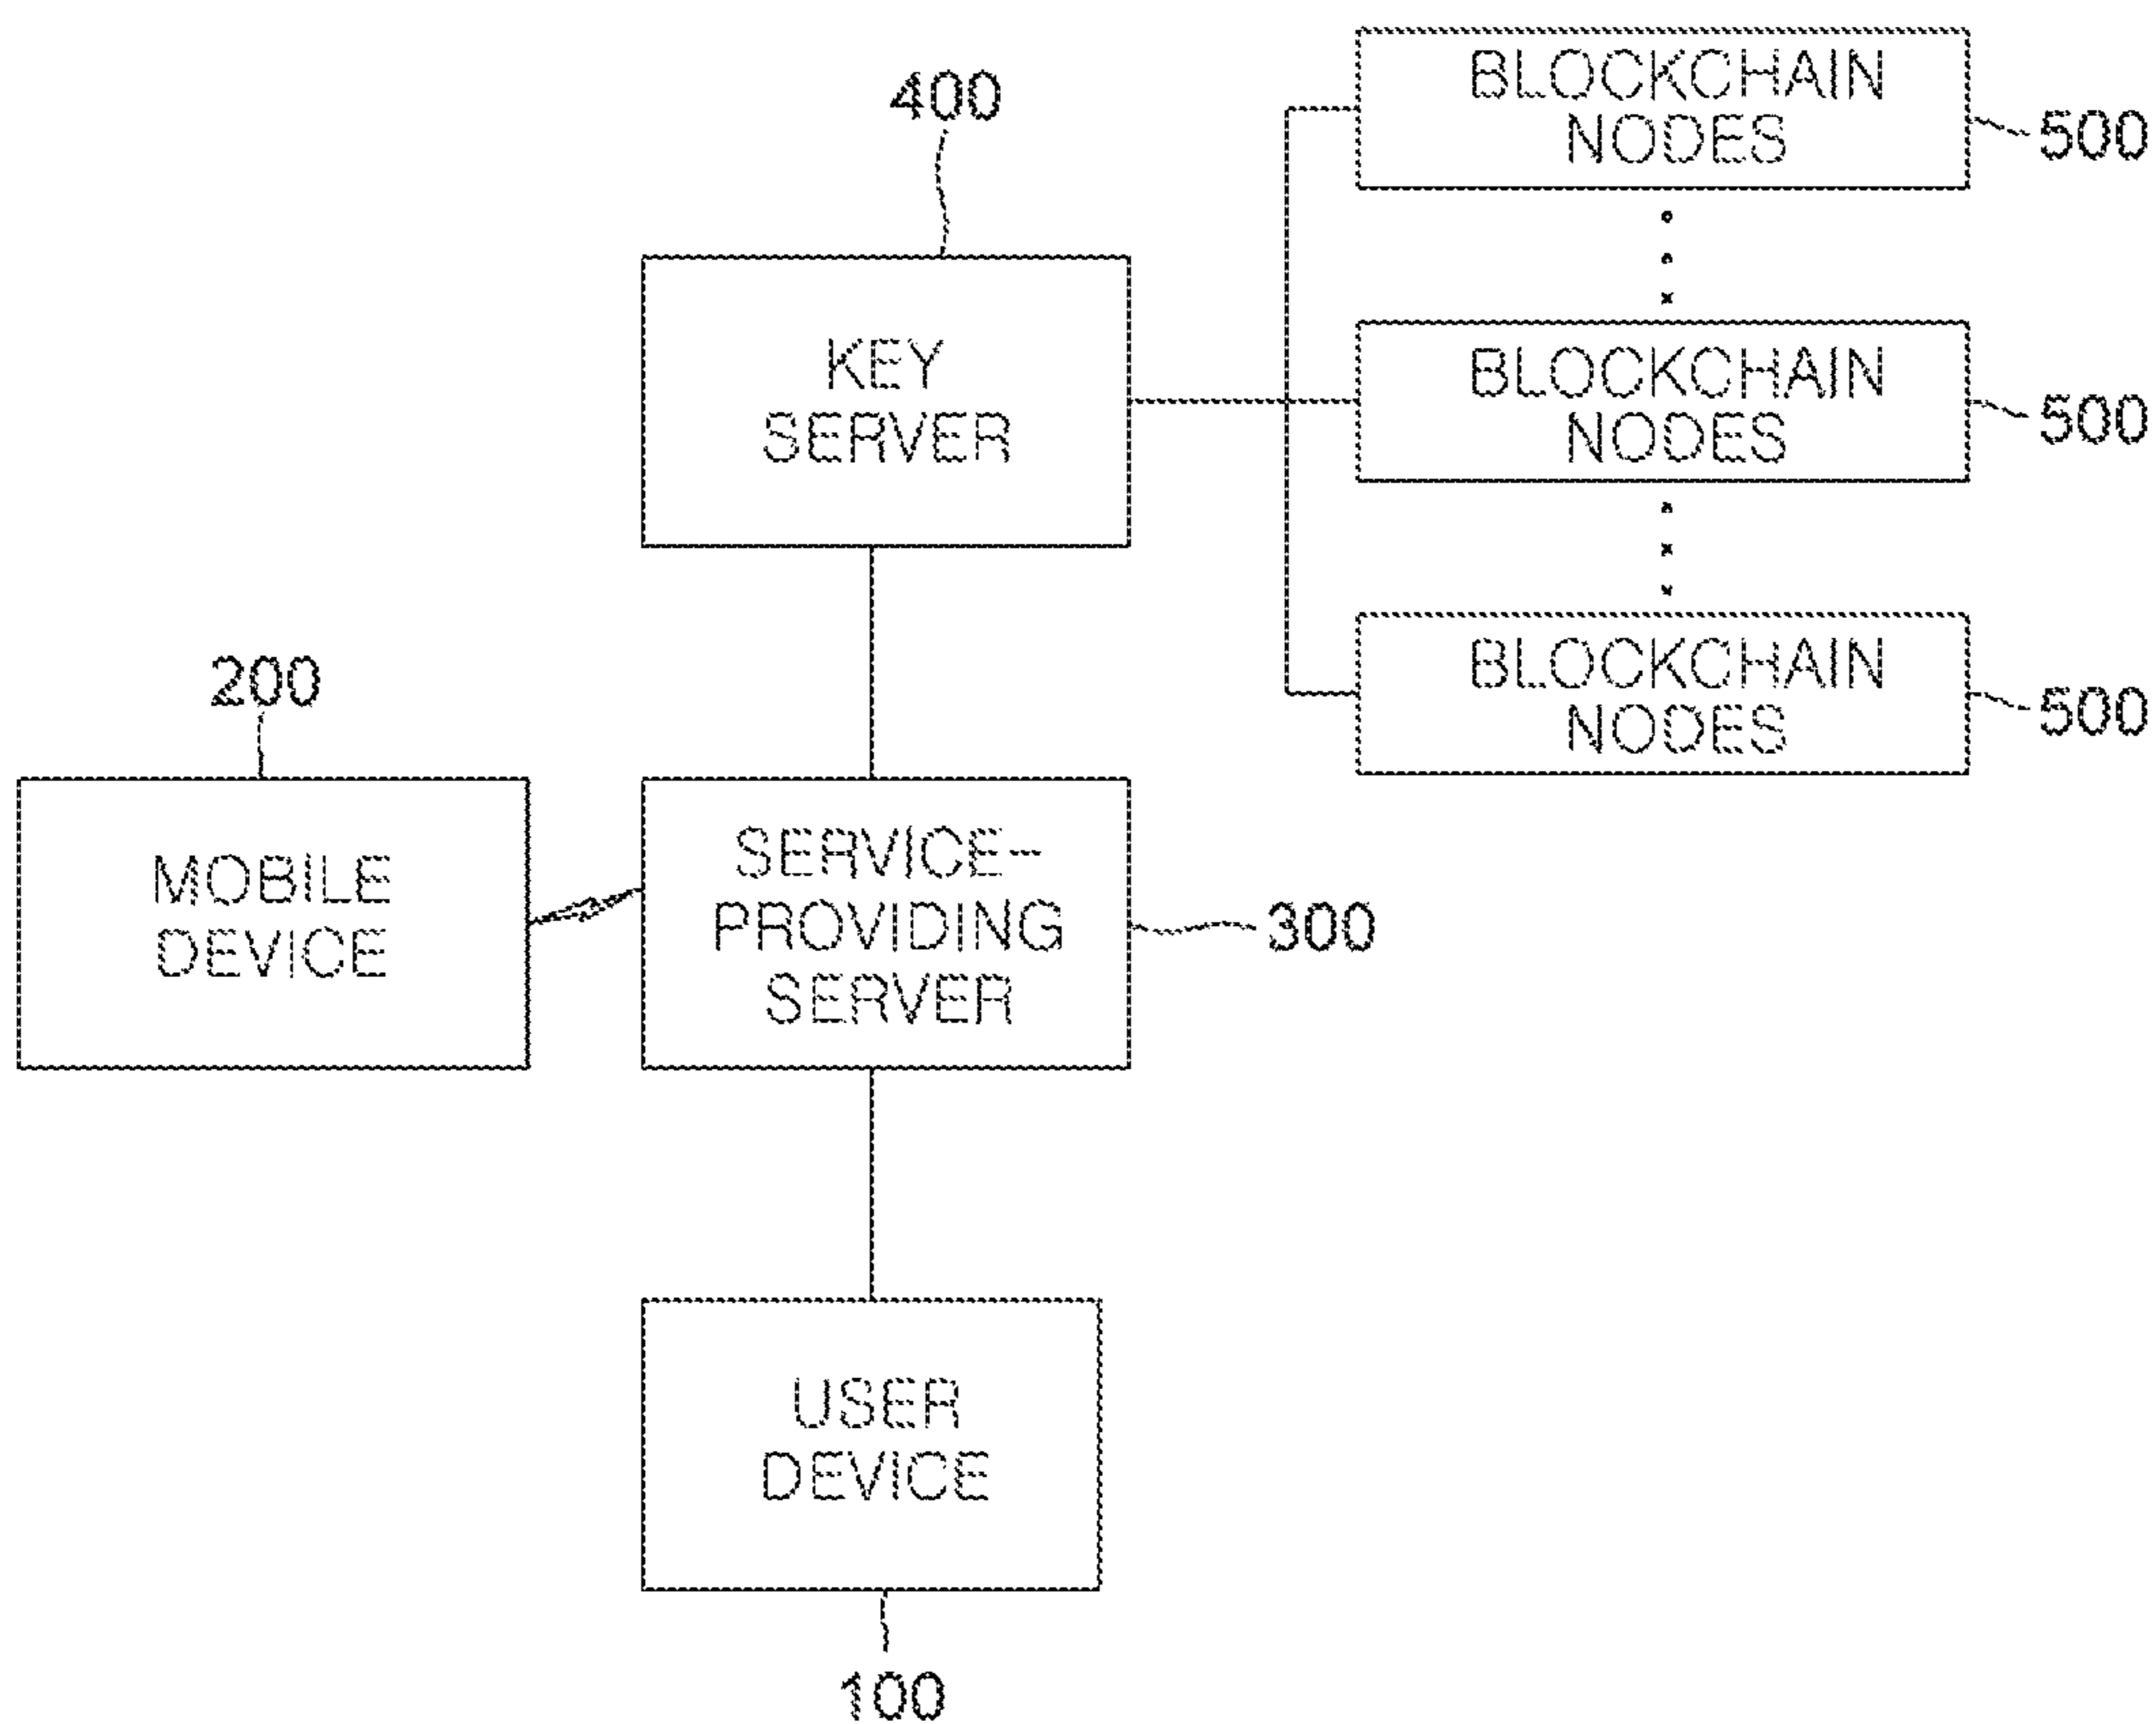 400
BLOCKCHAIN
NODES
500
KEY
SERVER
BLOCKCHAIN
NODES
500
BLOCKCHAIN
NODES
500
200
MOBILE
DEVICE
SERVICE-
PROVIDING
SERVER
300
USER
DEVICE
100